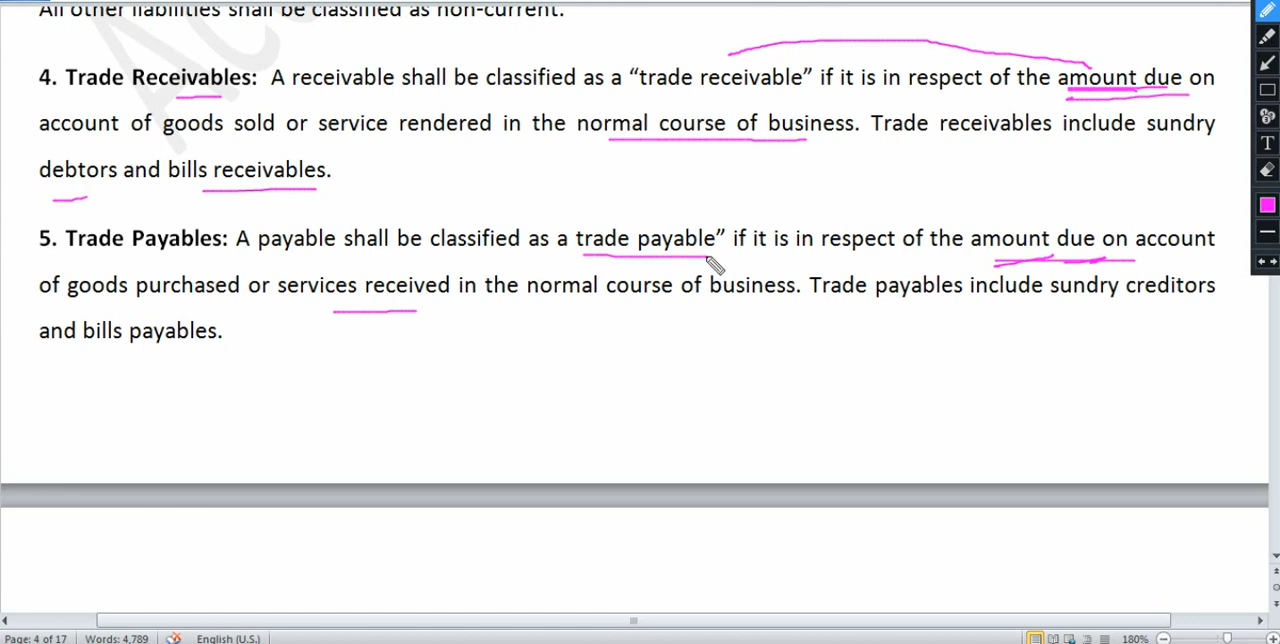 All other liabilities shall be classified as non-current.
4. Trade Receivables: A receivable shall be classified as a “trade receivable” if it is in respect of the amount due on
account of goods sold or service rendered in the normal course of business. Trade receivables include sundry
debtors and bills receivables.
5. Trade Payables: A payable shall be classified as a trade payable” if it is in respect of the amount due on account
of goods purchased or services received in the normal course of business. Trade payables include sundry creditors
and bills payables.
Page: 4 of 17 Words: 4,789 English (U.S.) 180%